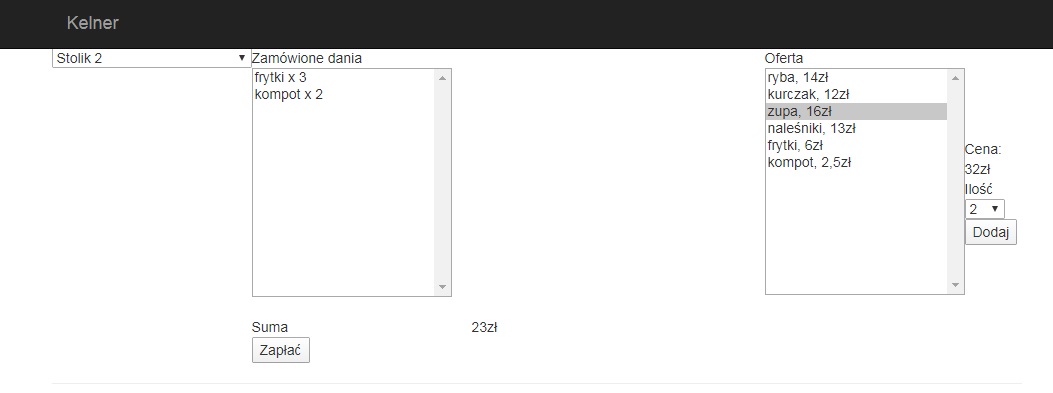 Kelner
Stolik 2
Zamówione dania
frytki x 3
kompot x 2
Suma 23zł
Zapłać
Oferta
ryba, 14zł
kurczak, 12zł
zupa, 16zł
naleśniki, 13zł
frytki, 6zł
kompot, 2,5zł
Cena:
32zł
Ilość
2
Dodaj